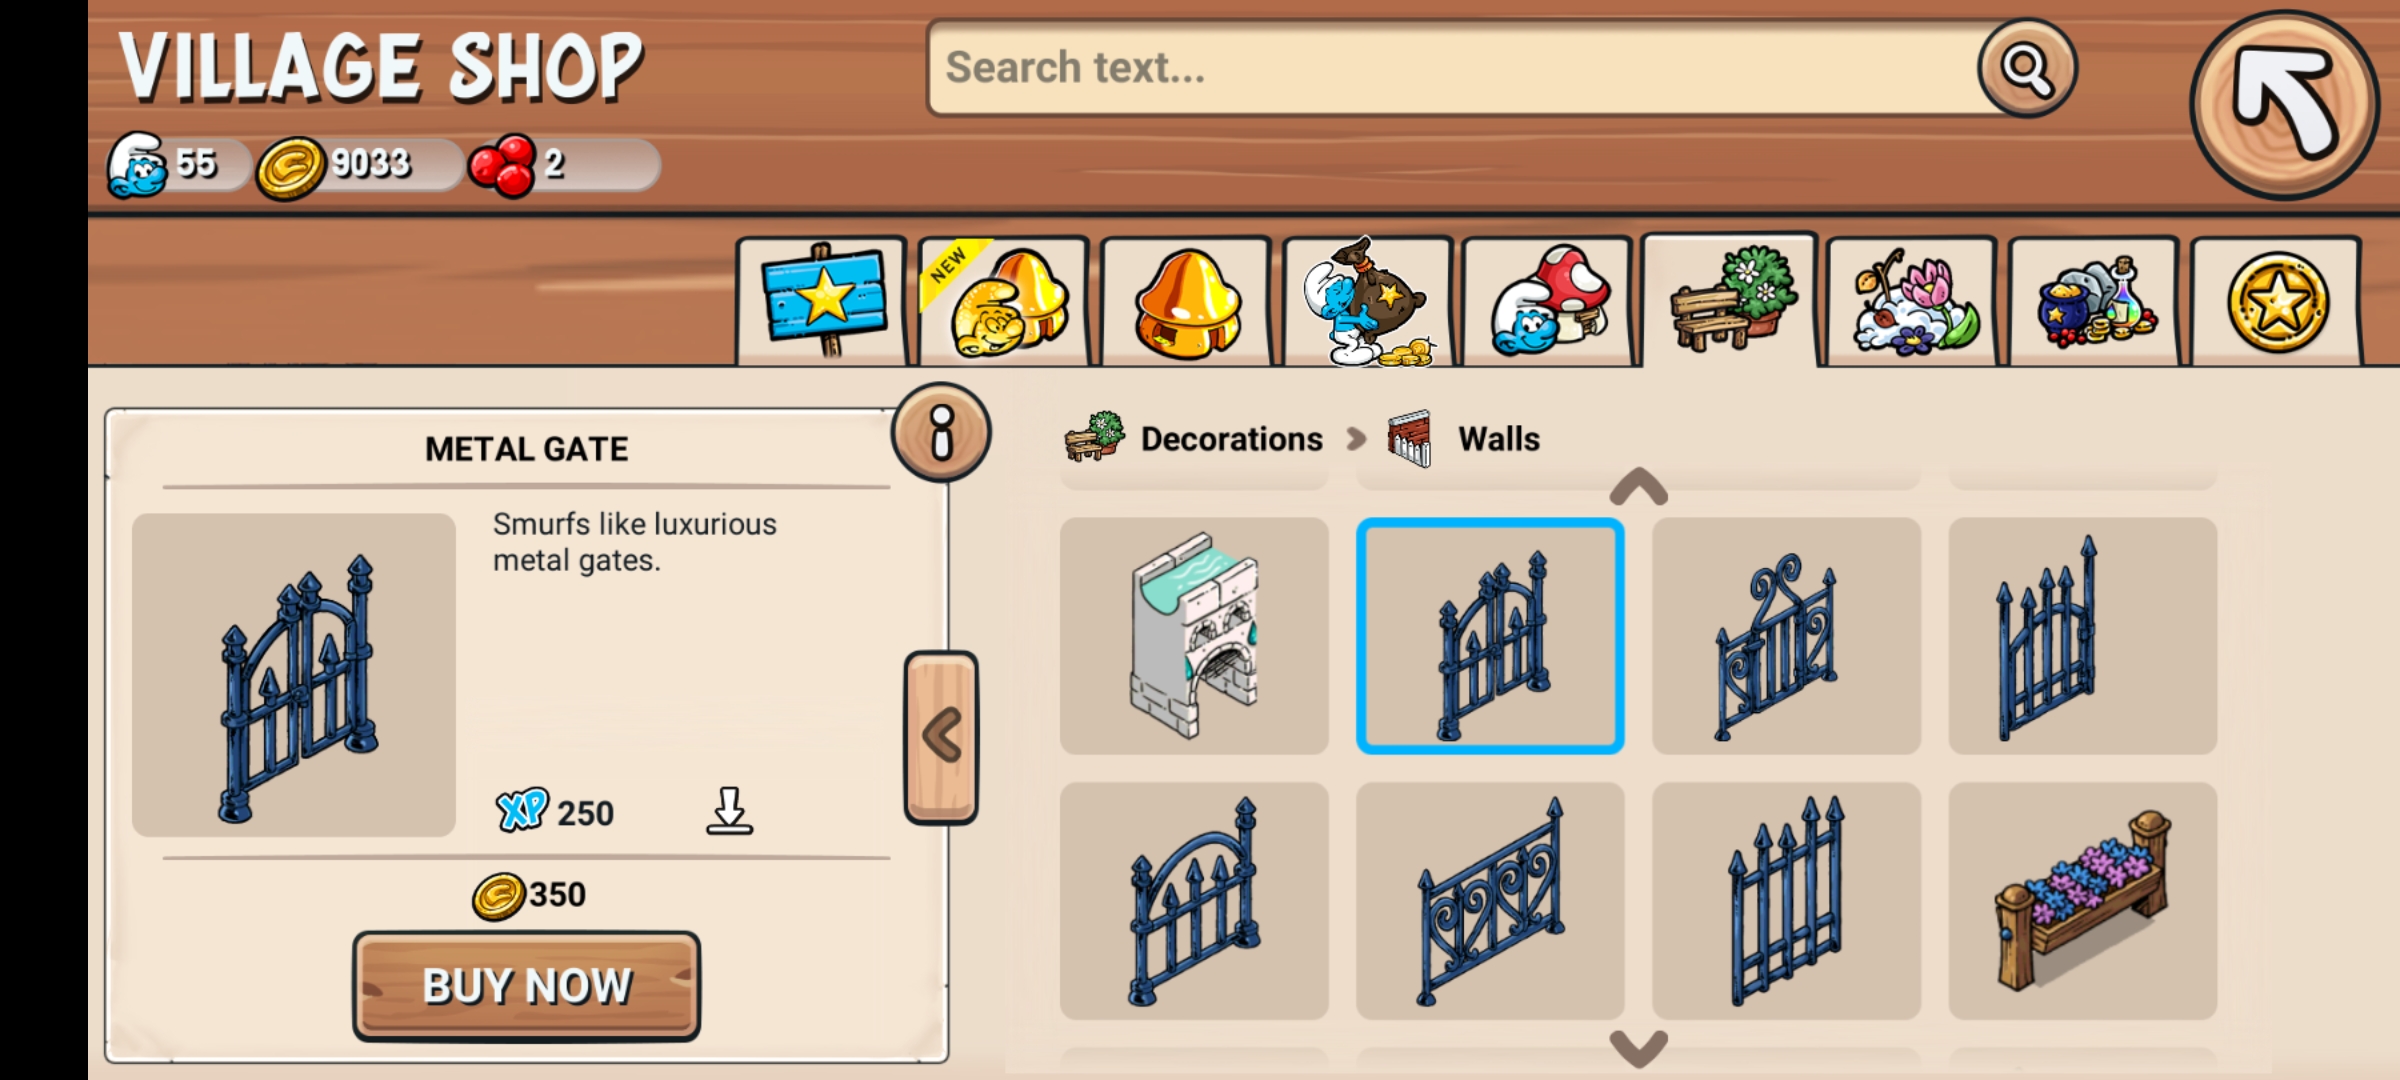 VILLAGE SHOP
Search text...
55
9033
2
NEW
METAL GATE
Smurfs like luxurious
metal gates.
XP 250
350
BUY NOW
Decorations
Walls